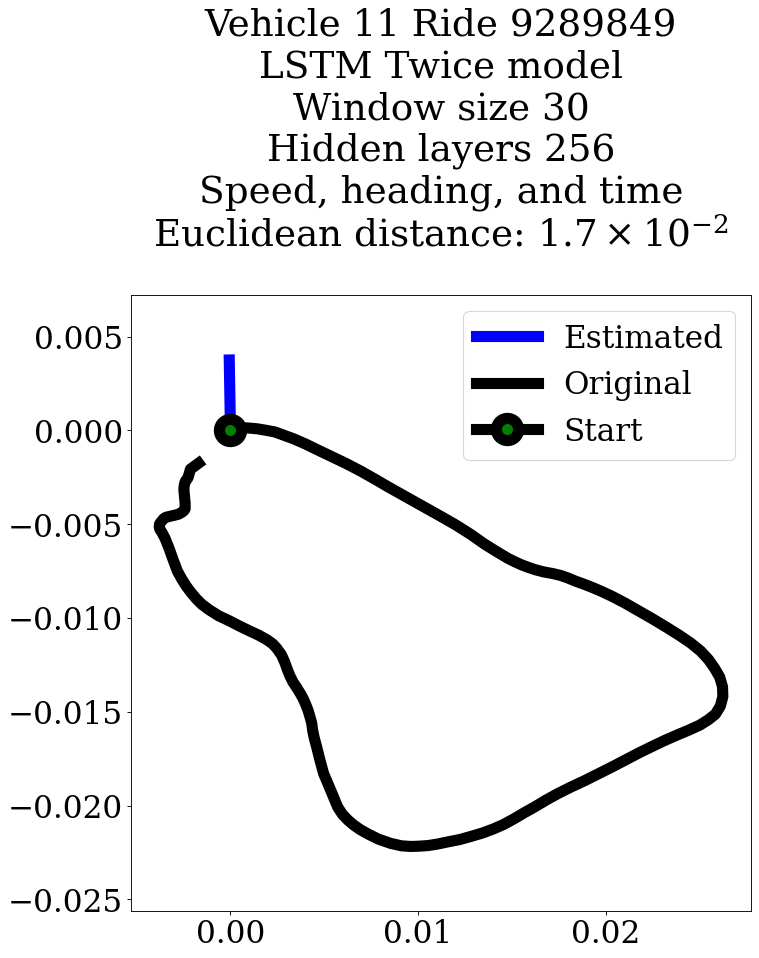 Vehicle 11 Ride 9289849
LSTM Twice model
Window size 30
Hidden layers 256
Speed, heading, and time
Euclidean distance: 1.7 × 10⁻²
Estimated
Original
Start
0.005
0.000
−0.005
−0.010
−0.015
−0.020
−0.025
0.00 0.01 0.02